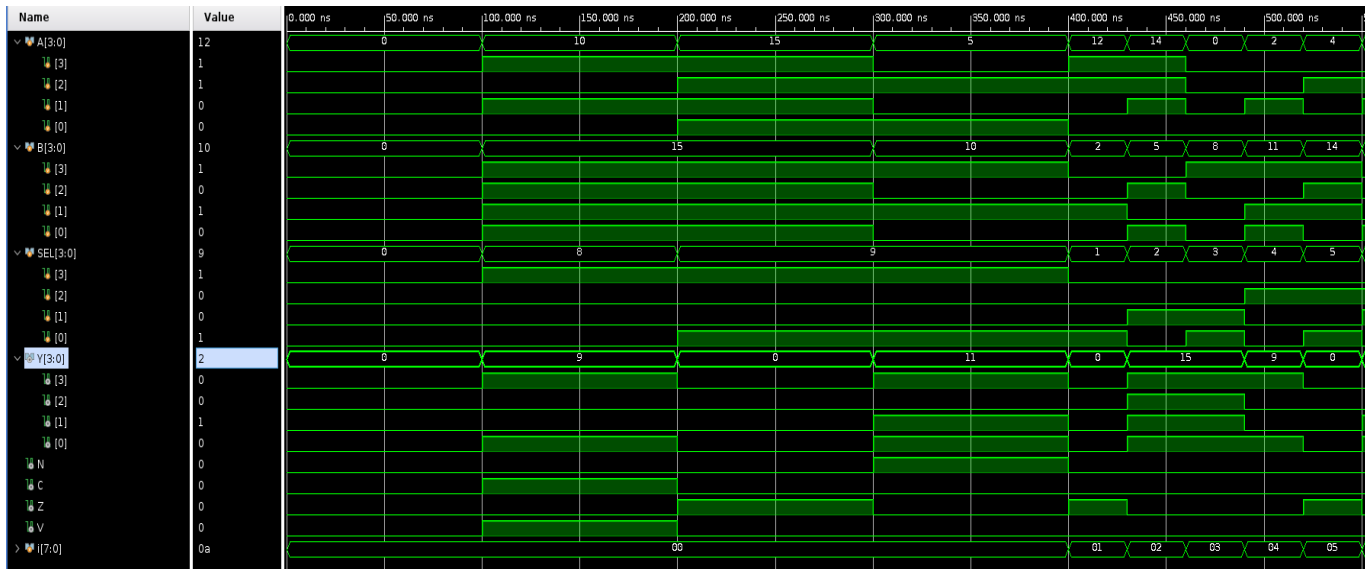 Name Value 0.000 ns 50.000 ns 100.000 ns 150.000 ns 200.000 ns 250.000 ns 300.000 ns 350.000 ns 400.000 ns 450.000 ns 500.000 ns
A[3:0] 12 0 10 15 5 12 14 0 2 4
[3] 1
[2] 1
[1] 0
[0] 0
B[3:0] 10 0 15 10 2 5 8 11 14
[3] 1
[2] 0
[1] 1
[0] 0
SEL[3:0] 9 0 8 9 1 2 3 4 5
[3] 1
[2] 0
[1] 0
[0] 1
Y[3:0] 2 0 9 0 11 0 15 9 0
[3] 0
[2] 0
[1] 1
[0] 0
N 0
C 0
Z 0
V 0
i[7:0] 0a 00 01 02 03 04 05